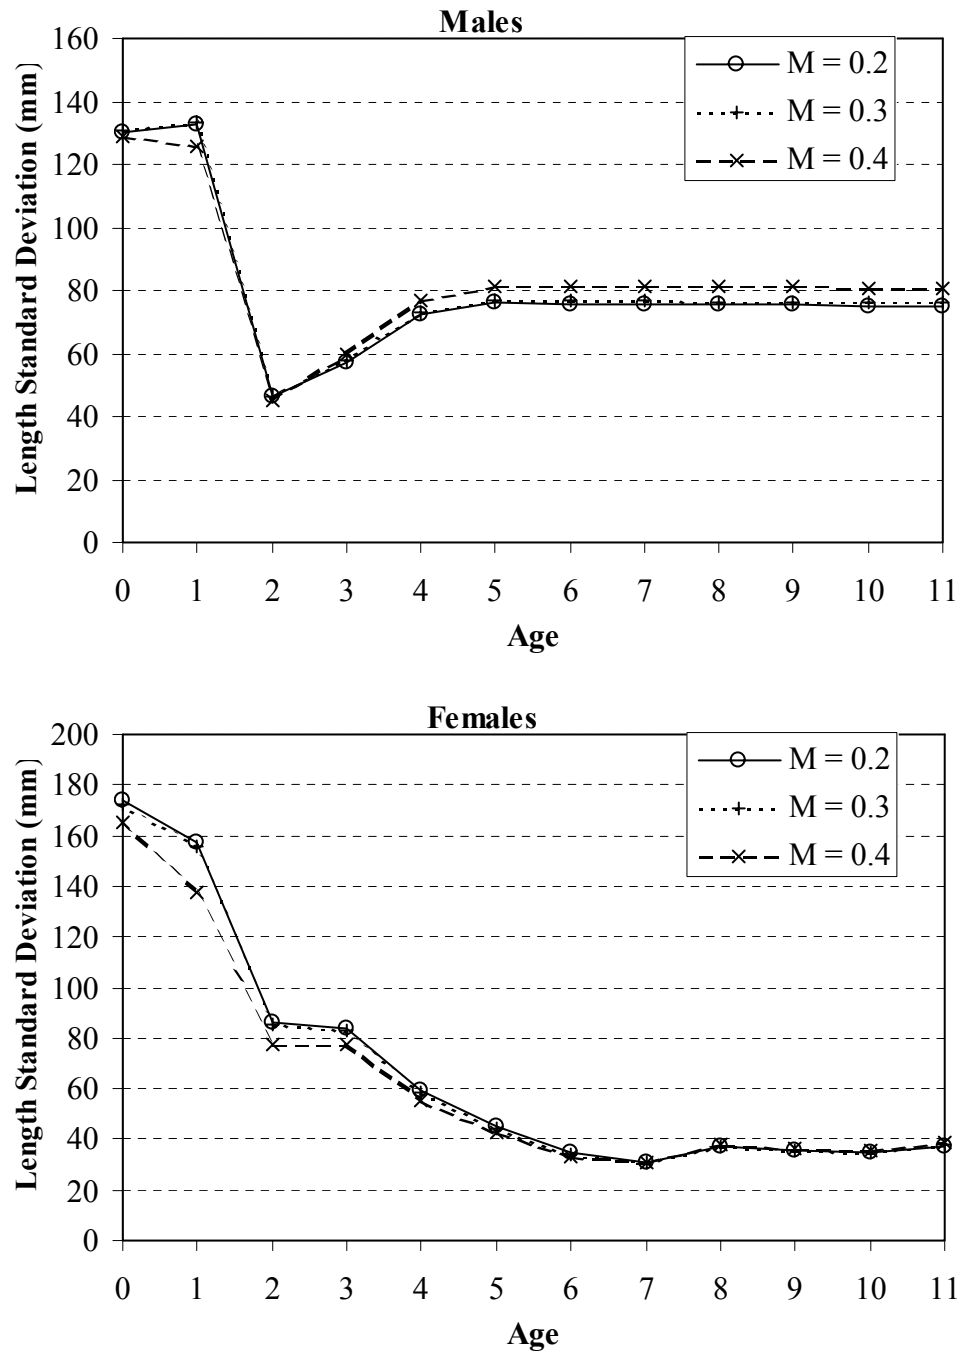 Males
Length Standard Deviation (mm)
160
140
120
100
80
60
40
20
0
0 1 2 3 4 5 6 7 8 9 10 11
Age
M = 0.2
M = 0.3
M = 0.4
Females
Length Standard Deviation (mm)
200
180
160
140
120
100
80
60
40
20
0
0 1 2 3 4 5 6 7 8 9 10 11
Age
M = 0.2
M = 0.3
M = 0.4